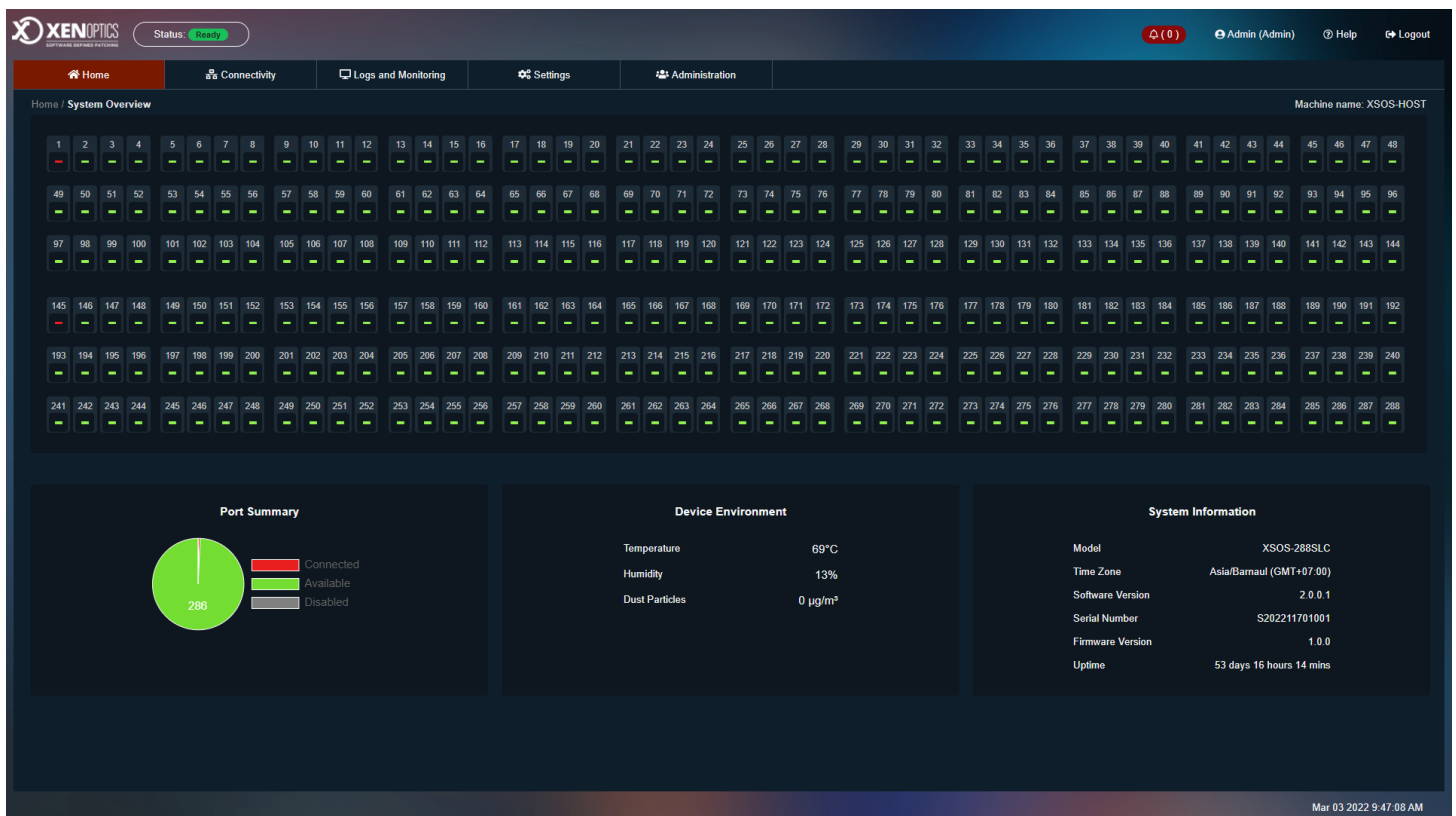 XENOPTICS
SOFTWARE DEFINED PATCHING
Status: Ready
( 0 )
Admin (Admin)
Help
Logout
Home
Connectivity
Logs and Monitoring
Settings
Administration
Home / System Overview
Machine name: XSOS-HOST
1 2 3 4 5 6 7 8 9 10 11 12 13 14 15 16 17 18 19 20 21 22 23 24 25 26 27 28 29 30 31 32 33 34 35 36 37 38 39 40 41 42 43 44 45 46 47 48
49 50 51 52 53 54 55 56 57 58 59 60 61 62 63 64 65 66 67 68 69 70 71 72 73 74 75 76 77 78 79 80 81 82 83 84 85 86 87 88 89 90 91 92 93 94 95 96
97 98 99 100 101 102 103 104 105 106 107 108 109 110 111 112 113 114 115 116 117 118 119 120 121 122 123 124 125 126 127 128 129 130 131 132 133 134 135 136 137 138 139 140 141 142 143 144
145 146 147 148 149 150 151 152 153 154 155 156 157 158 159 160 161 162 163 164 165 166 167 168 169 170 171 172 173 174 175 176 177 178 179 180 181 182 183 184 185 186 187 188 189 190 191 192
193 194 195 196 197 198 199 200 201 202 203 204 205 206 207 208 209 210 211 212 213 214 215 216 217 218 219 220 221 222 223 224 225 226 227 228 229 230 231 232 233 234 235 236 237 238 239 240
241 242 243 244 245 246 247 248 249 250 251 252 253 254 255 256 257 258 259 260 261 262 263 264 265 266 267 268 269 270 271 272 273 274 275 276 277 278 279 280 281 282 283 284 285 286 287 288
Port Summary
286
Connected
Available
Disabled
Device Environment
Temperature 69°C
Humidity 13%
Dust Particles 0 µg/m³
System Information
Model XSOS-288SLC
Time Zone Asia/Barnaul (GMT+07:00)
Software Version 2.0.0.1
Serial Number S202211701001
Firmware Version 1.0.0
Uptime 53 days 16 hours 14 mins
Mar 03 2022 9:47:08 AM